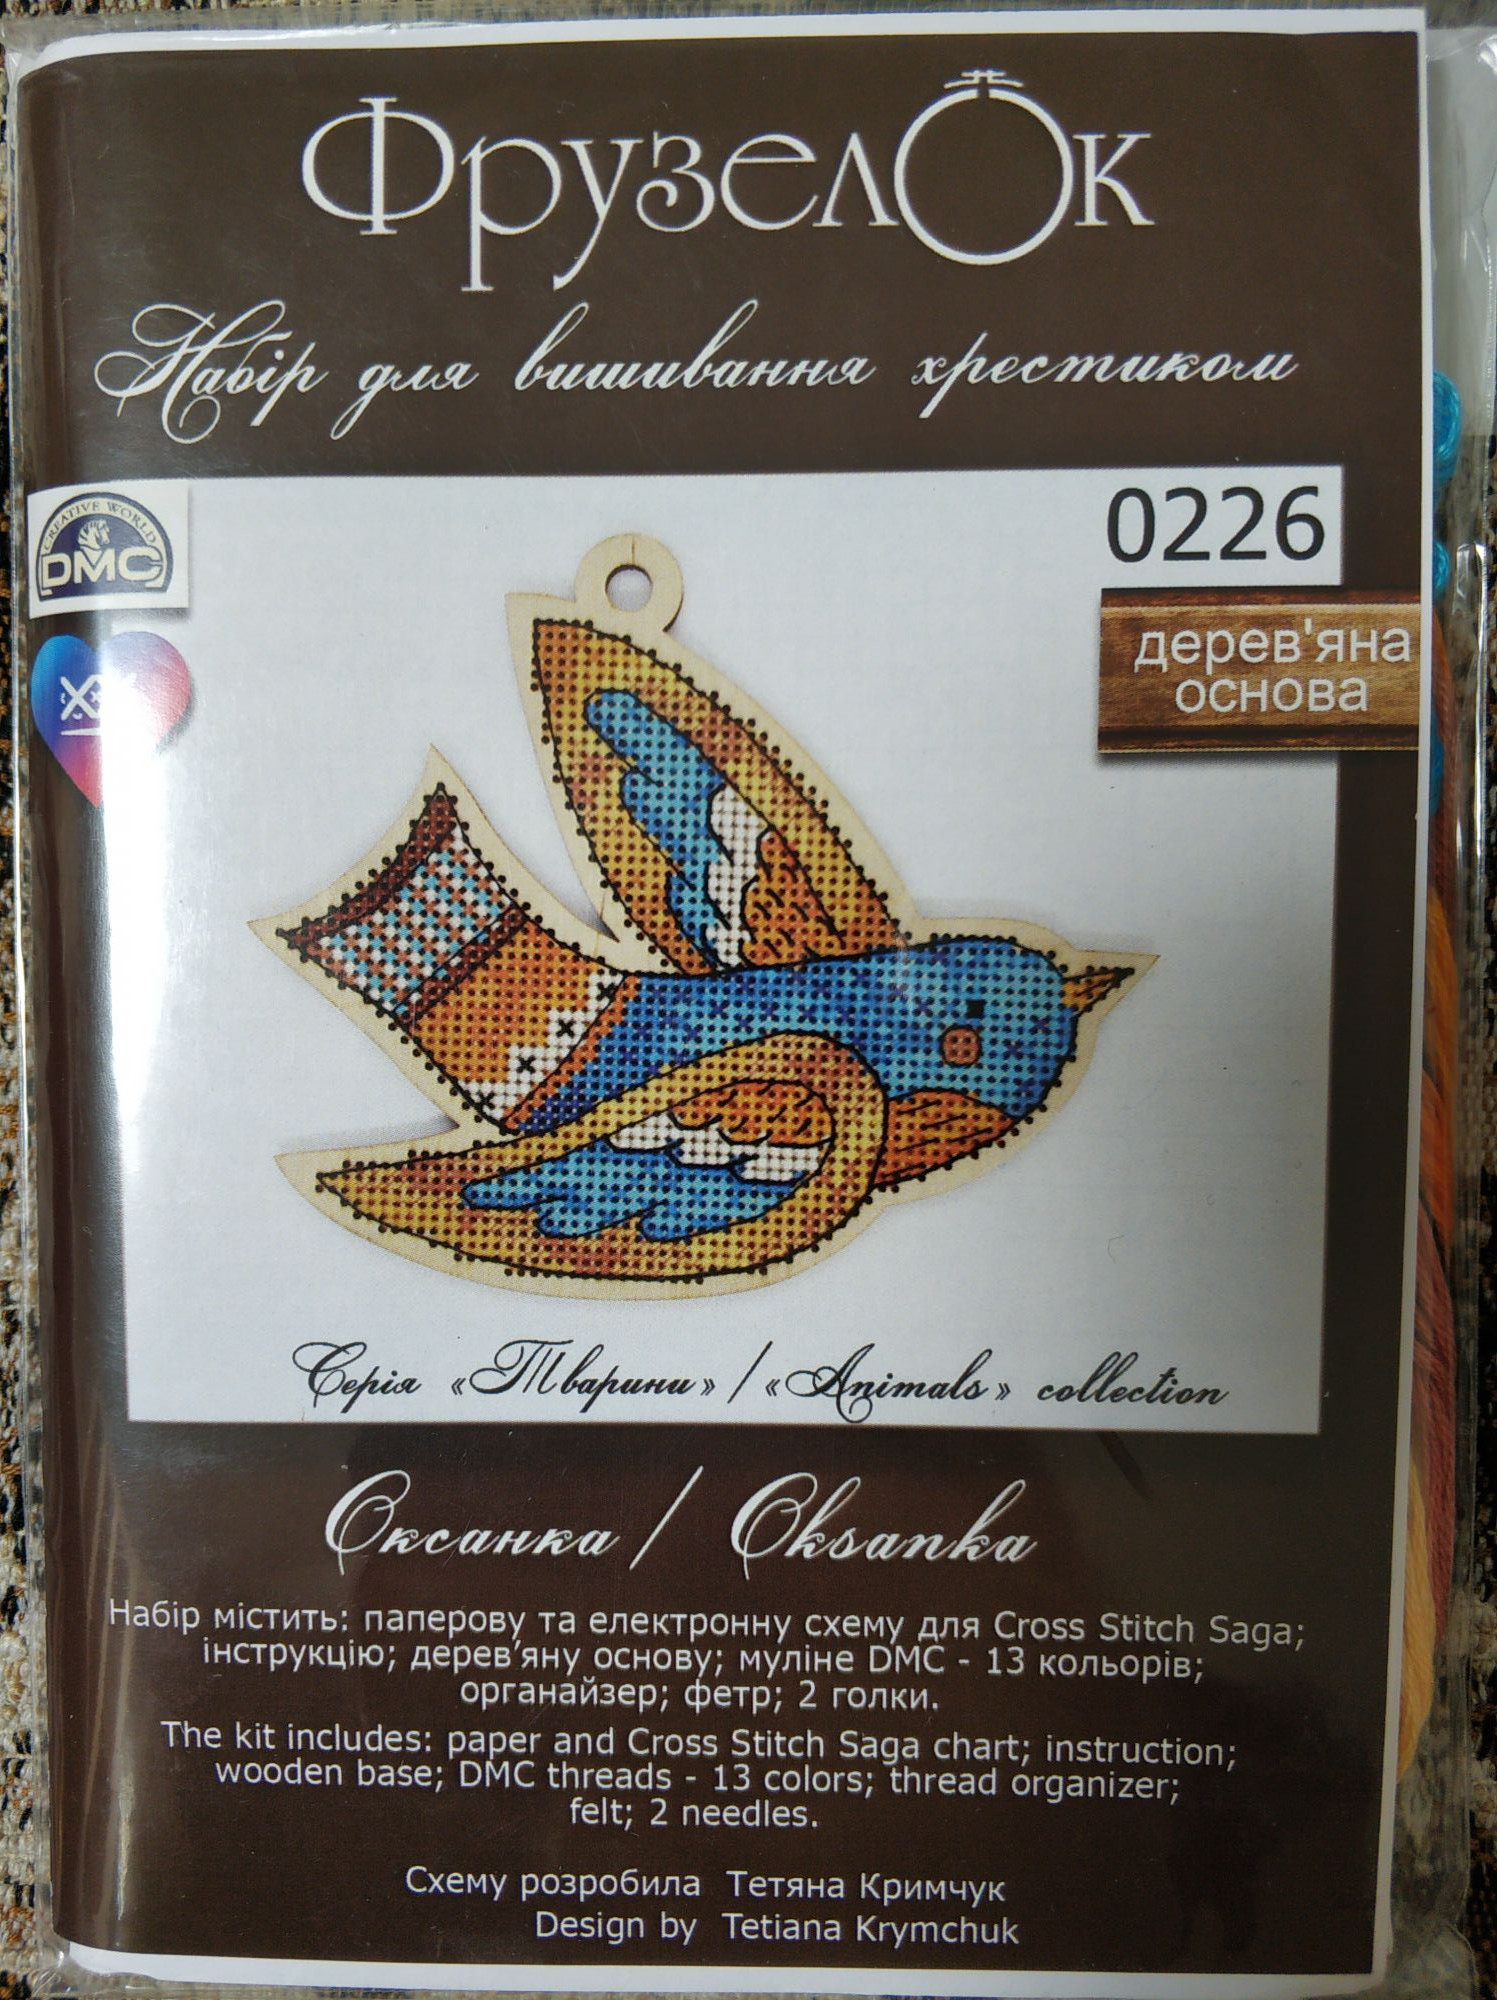 ФрузелОк
Набір для вишивання хрестиком
CREATIVE WORLD
DMC
0226
дерев'яна
основа
Серія «Тварини» / «Animals» collection
Оксанка / Oksanka
Набір містить: паперову та електронну схему для Cross Stitch Saga;
інструкцію; дерев’яну основу; муліне DMC - 13 кольорів;
органайзер; фетр; 2 голки.
The kit includes: paper and Cross Stitch Saga chart; instruction;
wooden base; DMC threads - 13 colors; thread organizer;
felt; 2 needles.
Схему розробила Тетяна Кримчук
Design by Tetiana Krymchuk